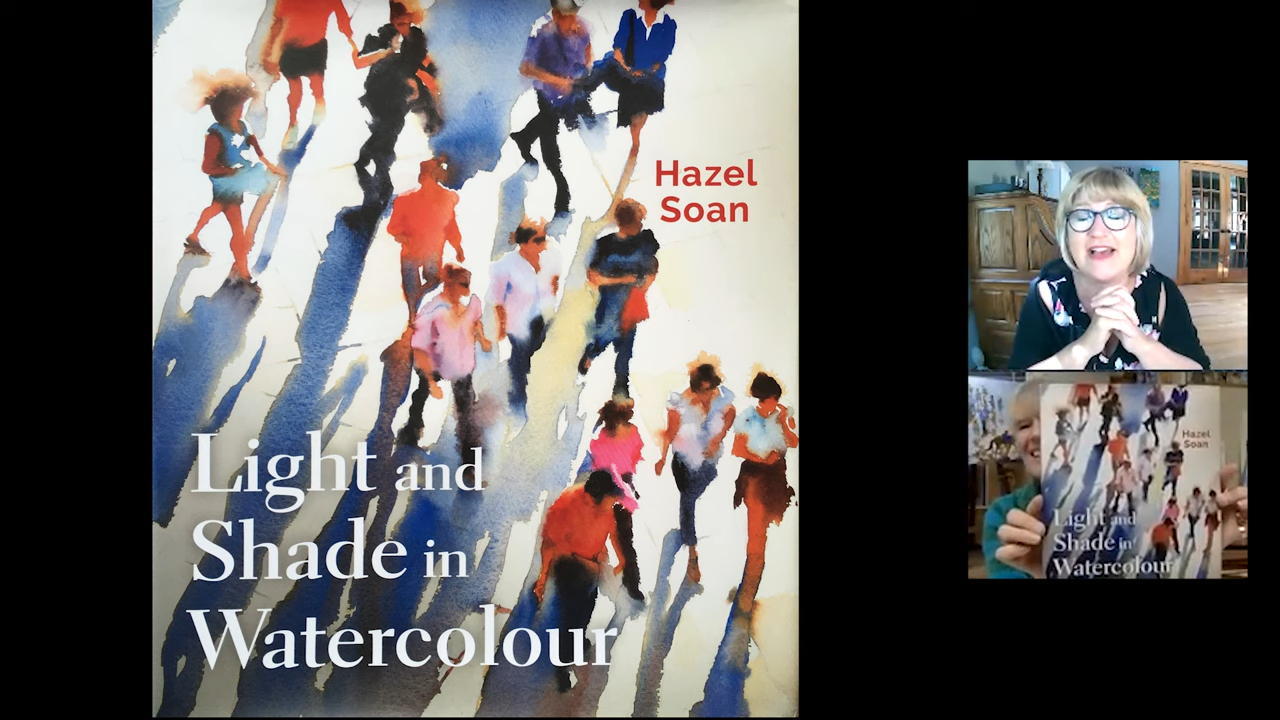 Hazel
Soan
Light and
Shade in
Watercolour
Hazel
Soan
Light and
Shade in
Watercolour